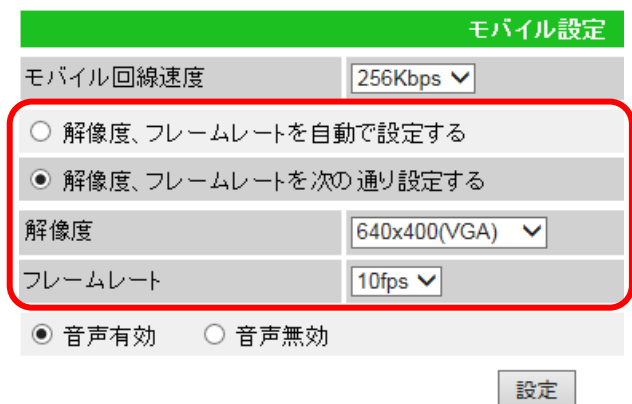 モバイル設定
モバイル回線速度 256Kbps
解像度、フレームレートを自動で設定する
解像度、フレームレートを次の通り設定する
解像度 640x400(VGA)
フレームレート 10fps
音声有効 音声無効
設定